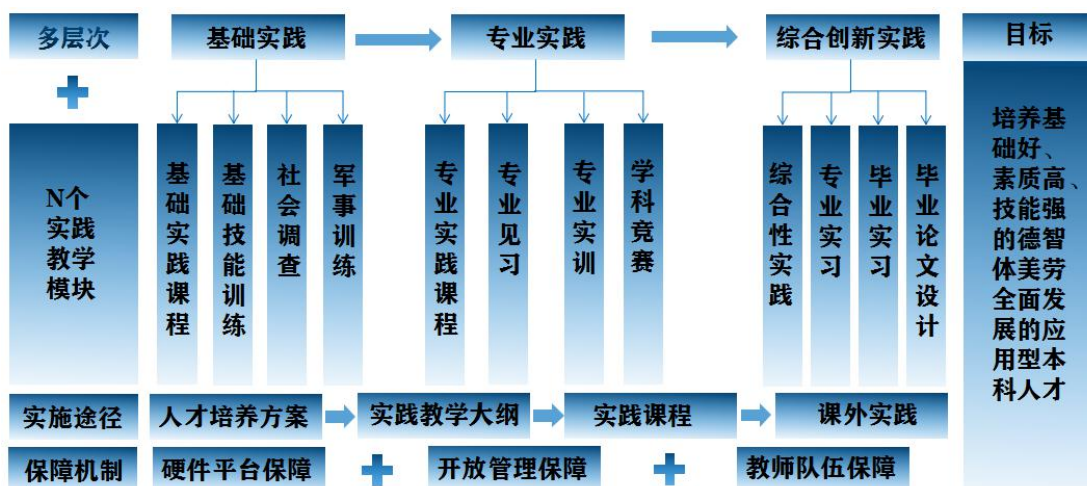 多层次
基础实践
专业实践
综合创新实践
目标
N个
实践
教学
模块
基础实践课程
基础技能训练
社会调查
军事训练
专业实践课程
专业见习
专业实训
学科竞赛
综合性实践
专业实习
毕业实习
毕业论文设计
培养基
础好、
素质高、
技能强
的德智
体美劳
全面发
展的应
用型本
科人才
实施途径
人才培养方案
实践教学大纲
实践课程
课外实践
保障机制
硬件平台保障
开放管理保障
教师队伍保障